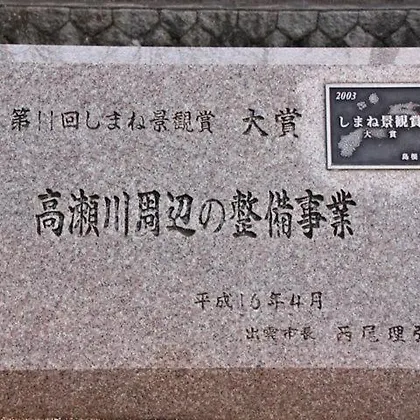 第11回しまね景観賞 大賞
2003
しまね景観賞
大賞
島根
高瀬川周辺の整備事業
平成16年4月
出雲市長 西尾理